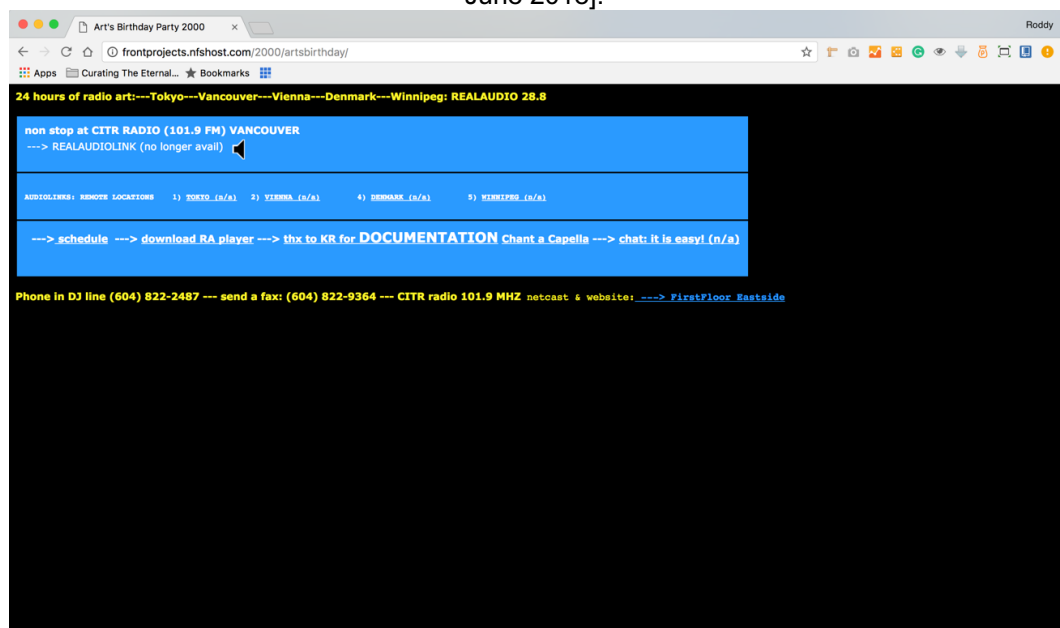 June 2018].
Art's Birthday Party 2000
Roddy
frontprojects.nfshost.com/2000/artsbirthday/
Apps Curating The Eternal... Bookmarks
24 hours of radio art:---Tokyo---Vancouver---Vienna---Denmark---Winnipeg: REALAUDIO 28.8
non stop at CITR RADIO (101.9 FM) VANCOUVER
---> REALAUDIOLINK (no longer avail)
AUDIOLINKS: REMOTE LOCATIONS 1) TOKYO (n/a) 2) VIENNA (n/a) 4) DENMARK (n/a) 5) WINNIPEG (n/a)
---> schedule ---> download RA player ---> thx to KR for DOCUMENTATION Chant a Capella ---> chat: it is easy! (n/a)
Phone in DJ line (604) 822-2487 --- send a fax: (604) 822-9364 --- CITR radio 101.9 MHZ netcast & website: ---> FirstFloor Eastside